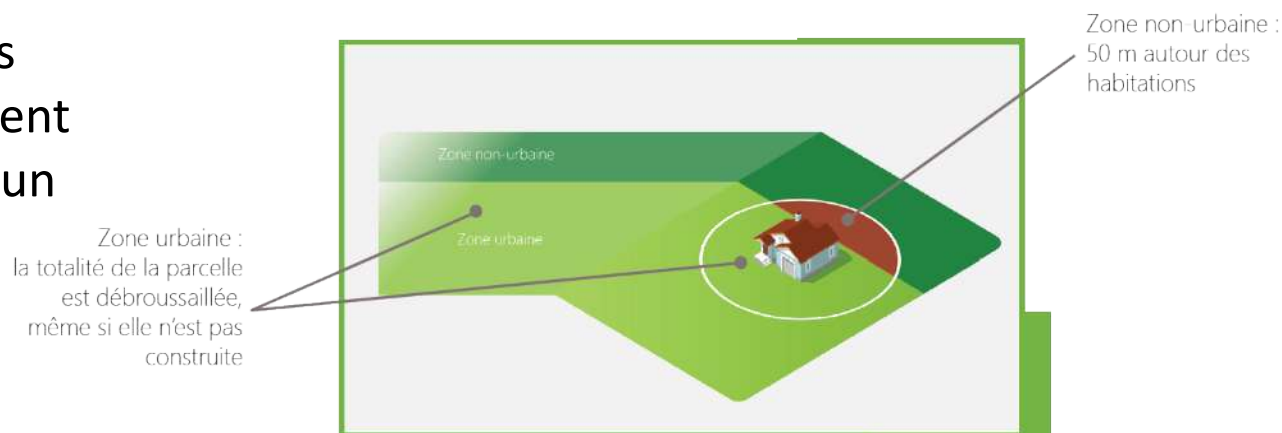 s
ent
un
Zone non-urbaine :
50 m autour des
habitations
Zone non-urbaine
Zone urbaine
Zone urbaine :
la totalité de la parcelle
est débroussaillée,
même si elle n'est pas
construite